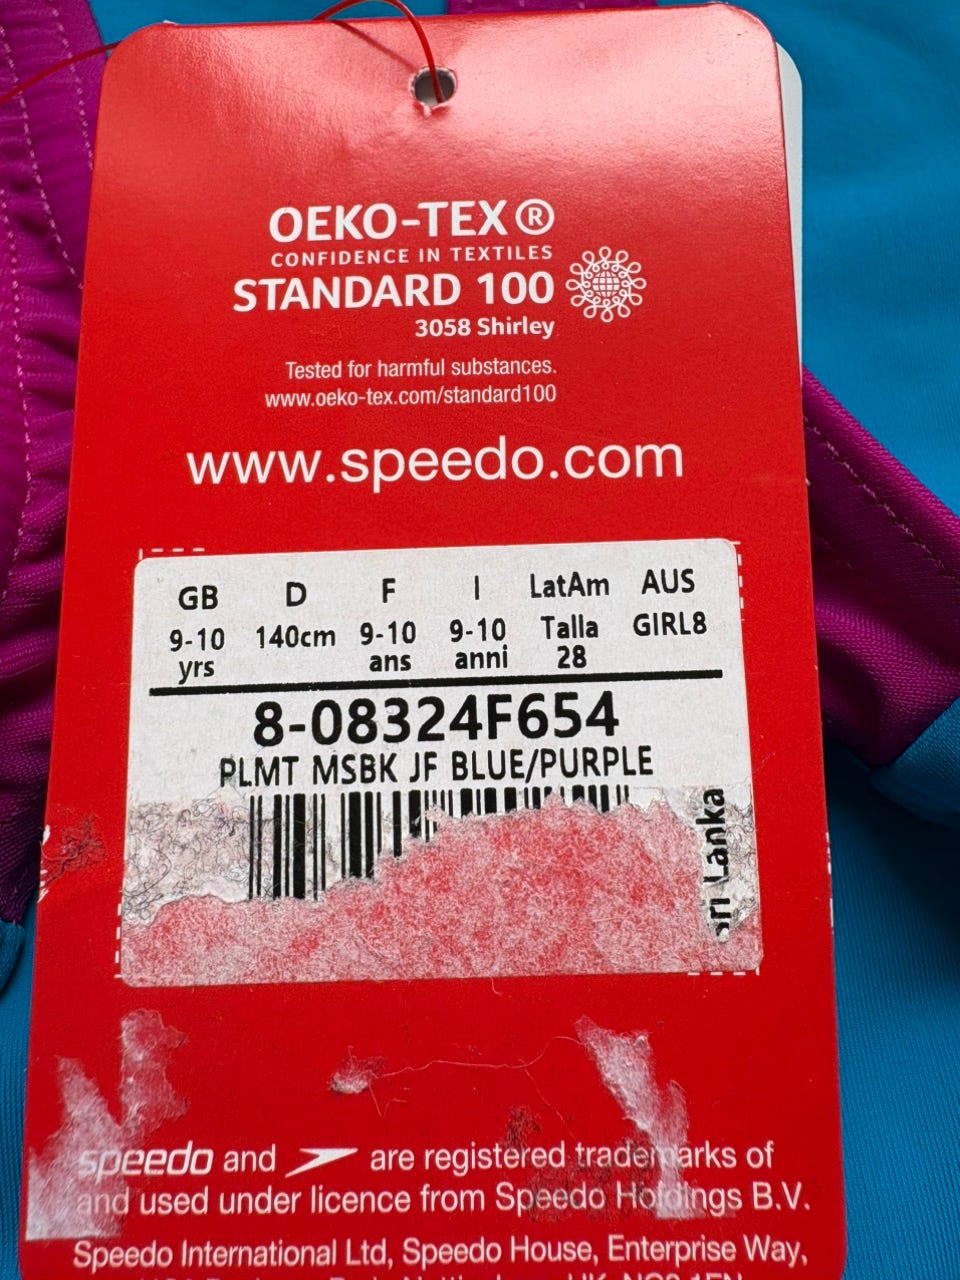 OEKO-TEX®
CONFIDENCE IN TEXTILES
STANDARD 100
3058 Shirley
Tested for harmful substances.
www.oeko-tex.com/standard100
www.speedo.com
GB D F I LatAm AUS
9-10 140cm 9-10 9-10 Talla GIRL8
yrs ans anni 28
8-08324F654
PLMT MSBK JF BLUE/PURPLE
Lanka
speedo and are registered trademarks of
and used under licence from Speedo Holdings B.V.
Speedo International Ltd, Speedo House, Enterprise Way,